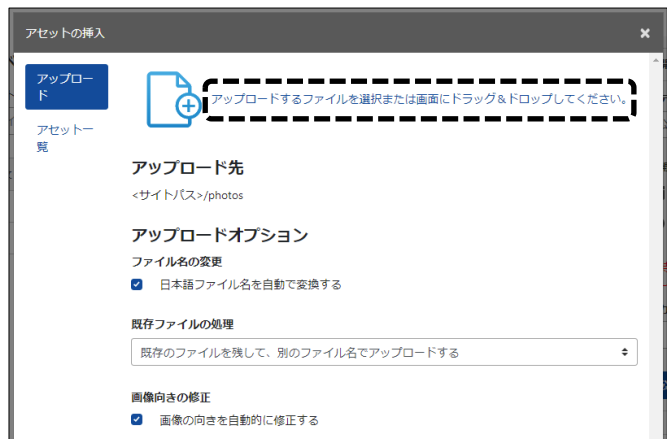 アセットの挿入
アップロー
ド
アップロードするファイルを選択または画面にドラッグ＆ドロップしてください。
アセット一
覧
アップロード先
<サイトパス>/photos
アップロードオプション
ファイル名の変更
日本語ファイル名を自動で変換する
既存ファイルの処理
既存のファイルを残して、別のファイル名でアップロードする
画像向きの修正
画像の向きを自動的に修正する